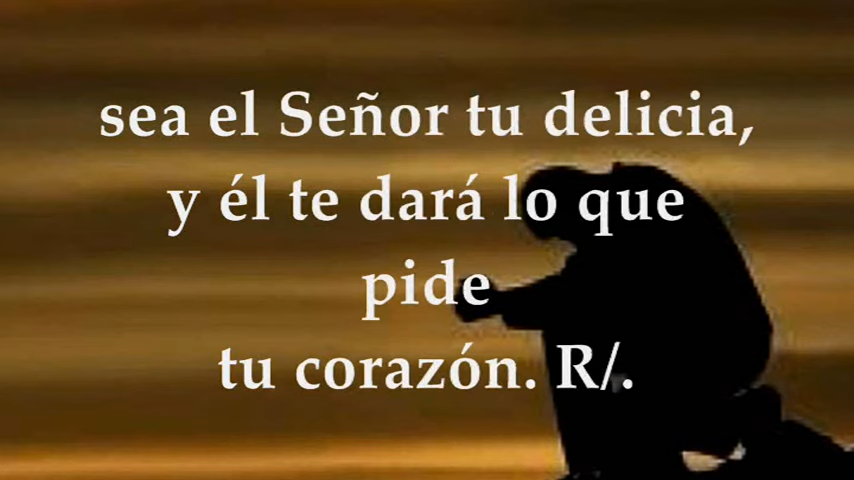 sea el Señor tu delicia,
y él te dará lo que
pide
tu corazón. R/.